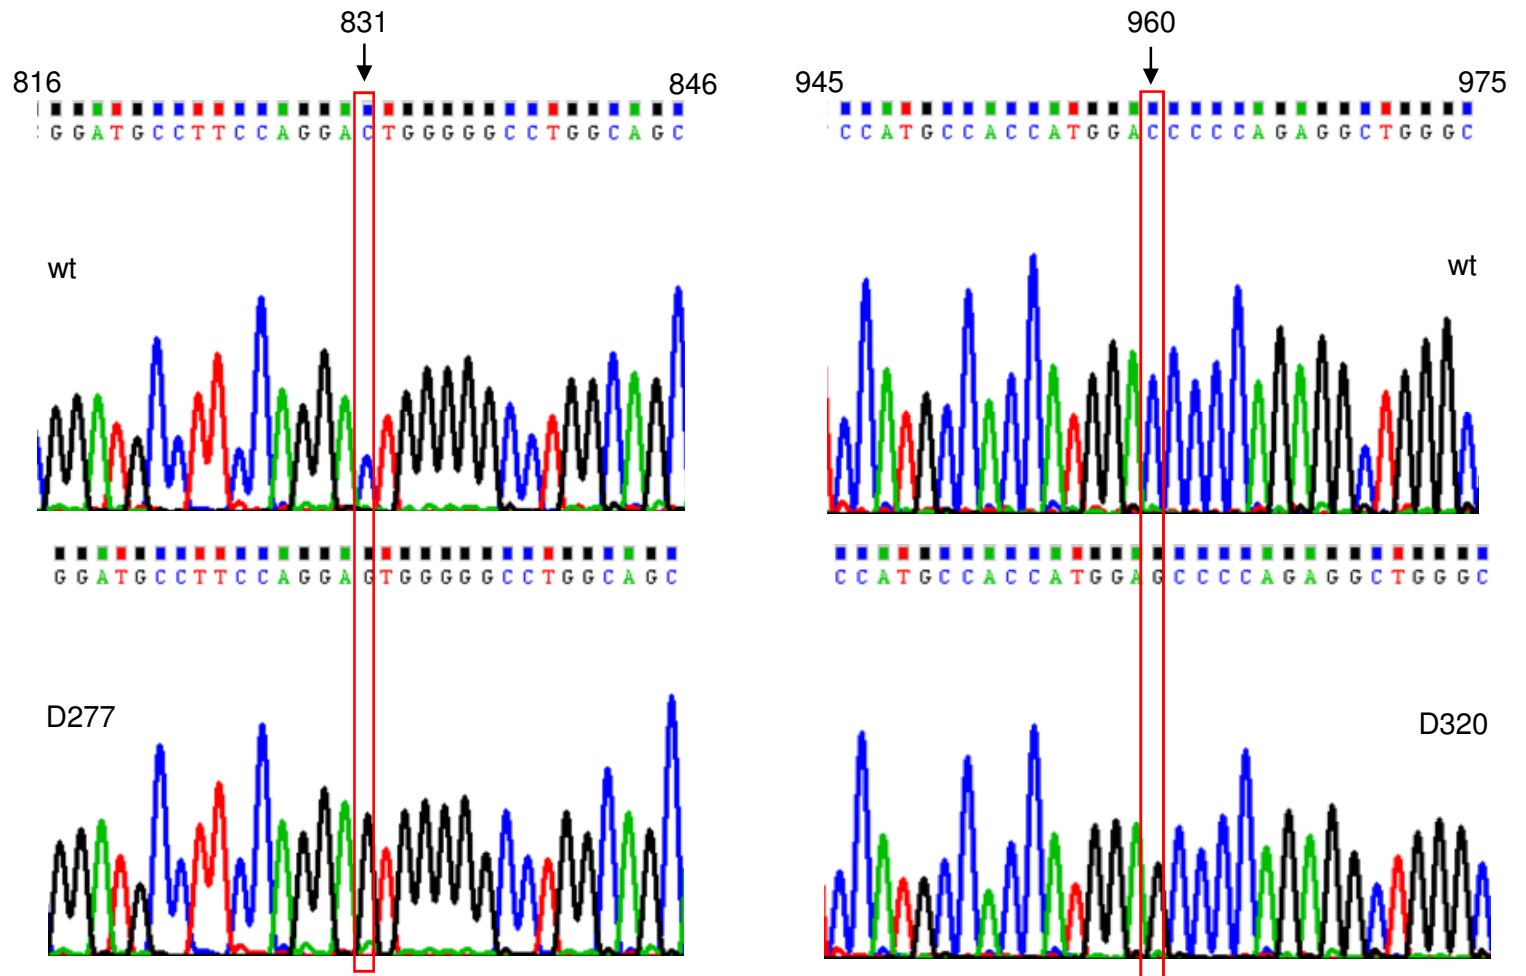 831
816
846
GGATGCCTTCCAGGACTGGGGGCCTGGCAGC
wt
GGATGCCTTCCAGGAGTGGGGGCCTGGCAGC
D277
960
945
975
CCATGCCACCATGGACCCCCAGAGGCTGGGC
wt
CCATGCCACCATGGAGCCCCAGAGGCTGGGC
D320